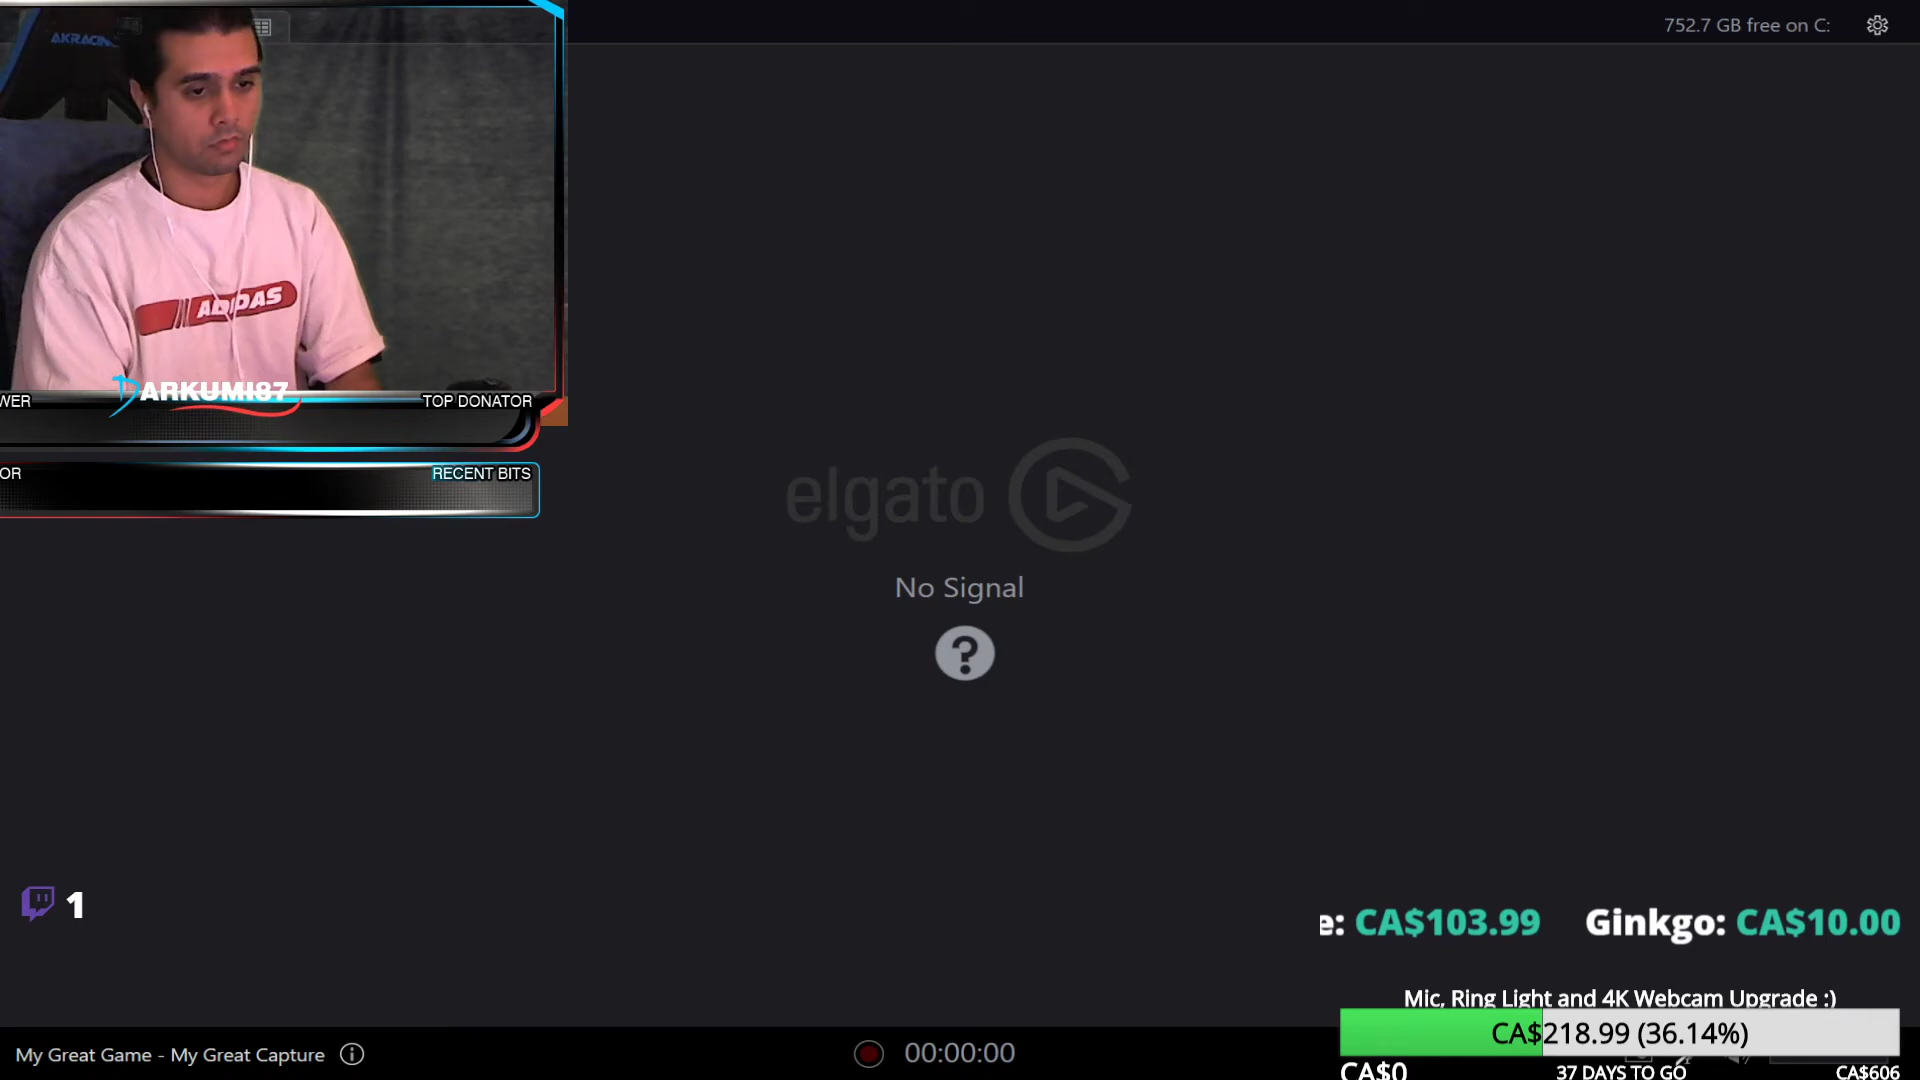 AKRACING
752.7 GB free on C:
ADIDAS
DARKUMI87
WER
TOP DONATOR
OR
RECENT BITS
elgato
No Signal
?
1
e: CA$103.99 Ginkgo: CA$10.00
Mic, Ring Light and 4K Webcam Upgrade :)
CA$218.99 (36.14%)
CA$0 37 DAYS TO GO CA$606
My Great Game - My Great Capture
00:00:00